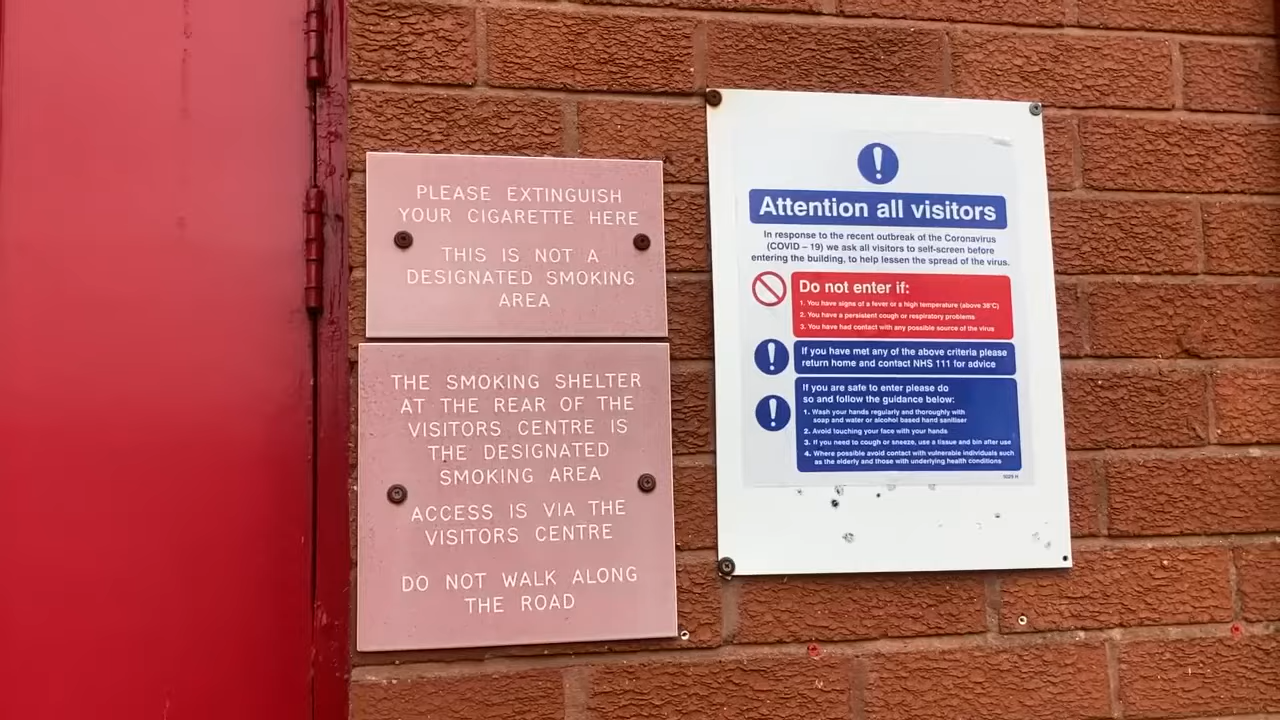 PLEASE EXTINGUISH
YOUR CIGARETTE HERE
THIS IS NOT A
DESIGNATED SMOKING
AREA
THE SMOKING SHELTER
AT THE REAR OF THE
VISITORS CENTRE IS
THE DESIGNATED
SMOKING AREA
ACCESS IS VIA THE
VISITORS CENTRE
DO NOT WALK ALONG
THE ROAD
Attention all visitors
In response to the recent outbreak of the Coronavirus
(COVID – 19) we ask all visitors to self-screen before
entering the building, to help lessen the spread of the virus.
Do not enter if:
1. You have signs of a fever or a high temperature (above 38°C)
2. You have a persistent cough or respiratory problems
3. You have had contact with any possible source of the virus
If you have met any of the above criteria please
return home and contact NHS 111 for advice
If you are safe to enter please do
so and follow the guidance below:
1. Wash your hands regularly and thoroughly with
soap and water or alcohol based hand sanitiser
2. Avoid touching your face with your hands
3. If you need to cough or sneeze, use a tissue and bin after use
4. Where possible avoid contact with vulnerable individuals such
as the elderly and those with underlying health conditions